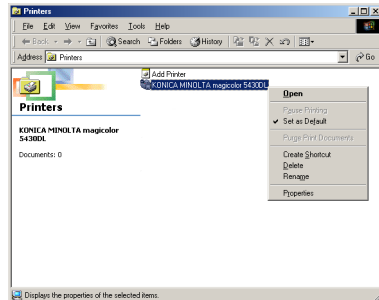 Printers
File Edit View Favorites Tools Help
Back Search Folders History
Address Printers Go
Printers
KONICA MINOLTA magicolor
5430DL
Documents: 0
Add Printer
KONICA MINOLTA magicolor 5430DL
Open
Pause Printing
Set as Default
Purge Print Documents
Create Shortcut
Delete
Rename
Properties
Displays the properties of the selected items.